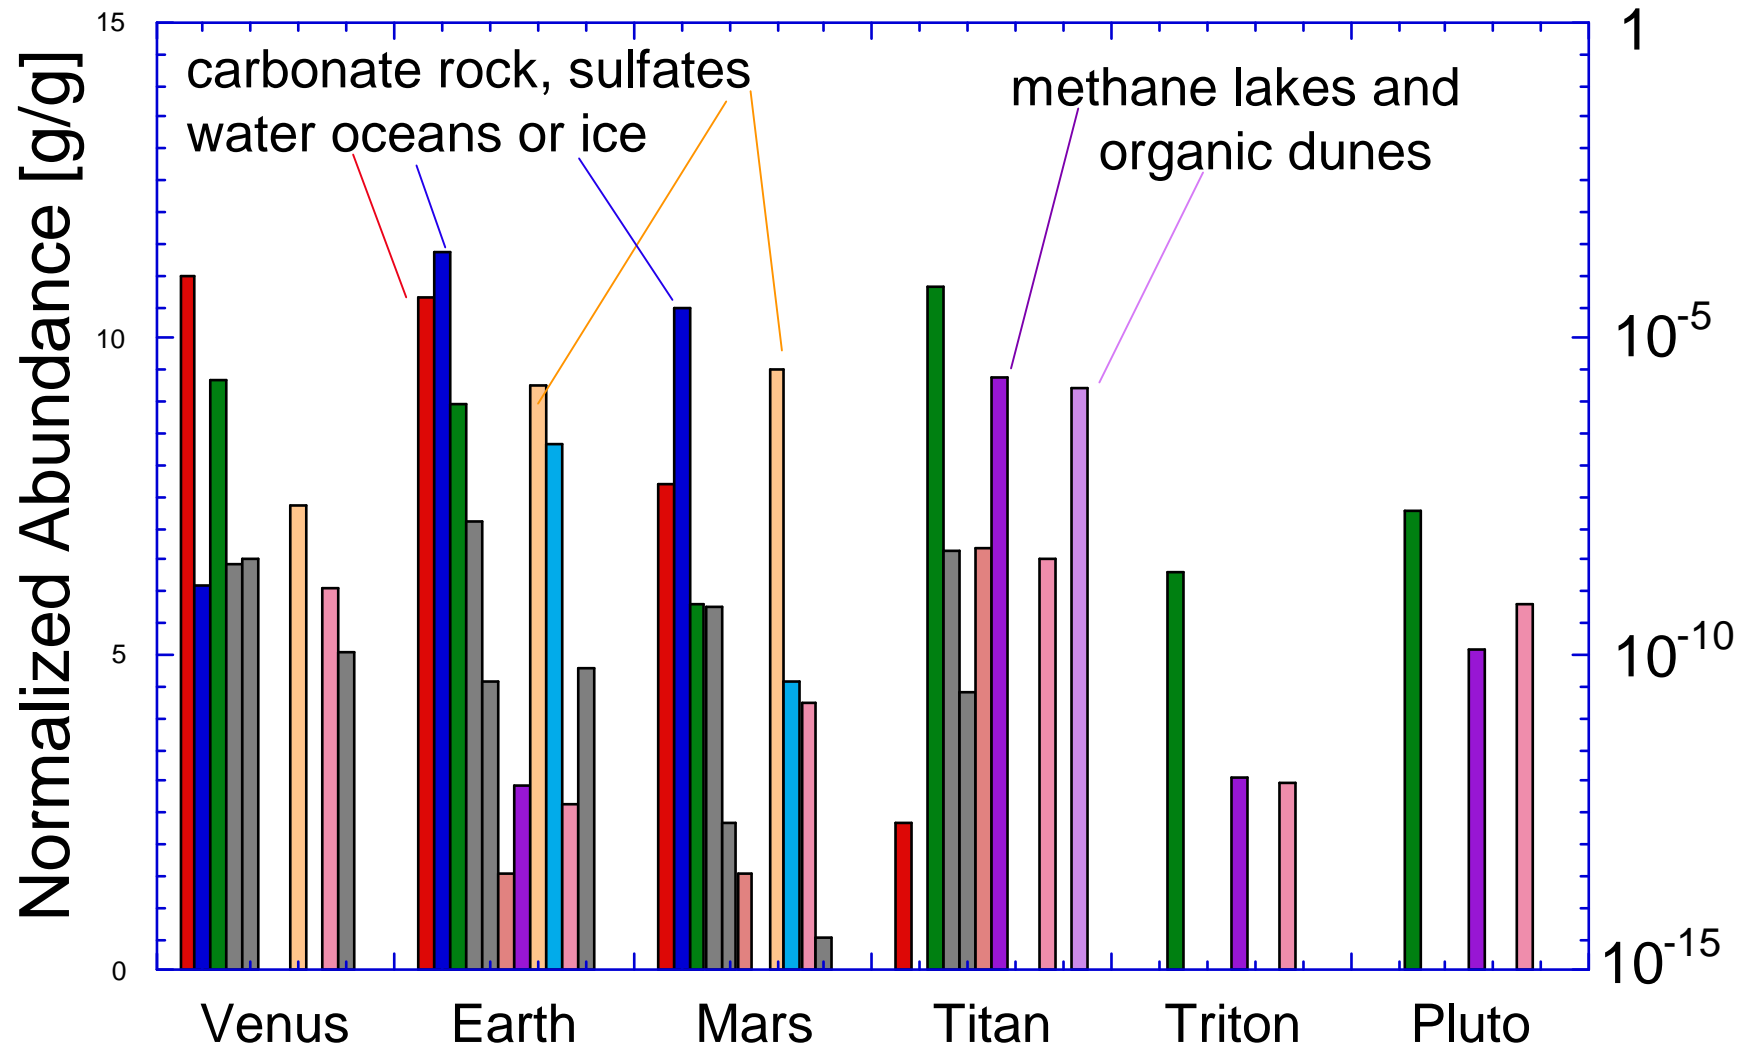 Normalized Abundance [g/g]
15
10
5
0
carbonate rock, sulfates
water oceans or ice
methane lakes and
organic dunes
1
10-5
10-10
10-15
Venus
Earth
Mars
Titan
Triton
Pluto